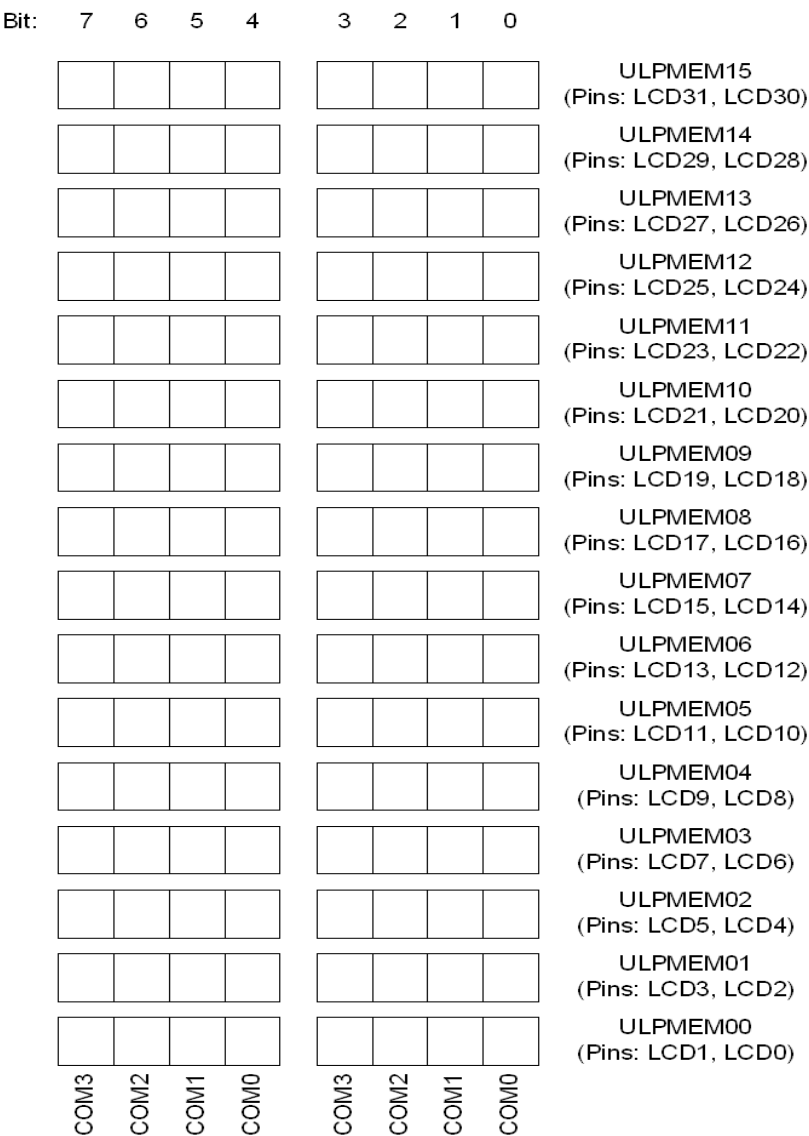 Bit: 7 6 5 4 3 2 1 0
ULPMEM15
(Pins: LCD31, LCD30)
ULPMEM14
(Pins: LCD29, LCD28)
ULPMEM13
(Pins: LCD27, LCD26)
ULPMEM12
(Pins: LCD25, LCD24)
ULPMEM11
(Pins: LCD23, LCD22)
ULPMEM10
(Pins: LCD21, LCD20)
ULPMEM09
(Pins: LCD19, LCD18)
ULPMEM08
(Pins: LCD17, LCD16)
ULPMEM07
(Pins: LCD15, LCD14)
ULPMEM06
(Pins: LCD13, LCD12)
ULPMEM05
(Pins: LCD11, LCD10)
ULPMEM04
(Pins: LCD9, LCD8)
ULPMEM03
(Pins: LCD7, LCD6)
ULPMEM02
(Pins: LCD5, LCD4)
ULPMEM01
(Pins: LCD3, LCD2)
ULPMEM00
(Pins: LCD1, LCD0)
COM3 COM2 COM1 COM0 COM3 COM2 COM1 COM0